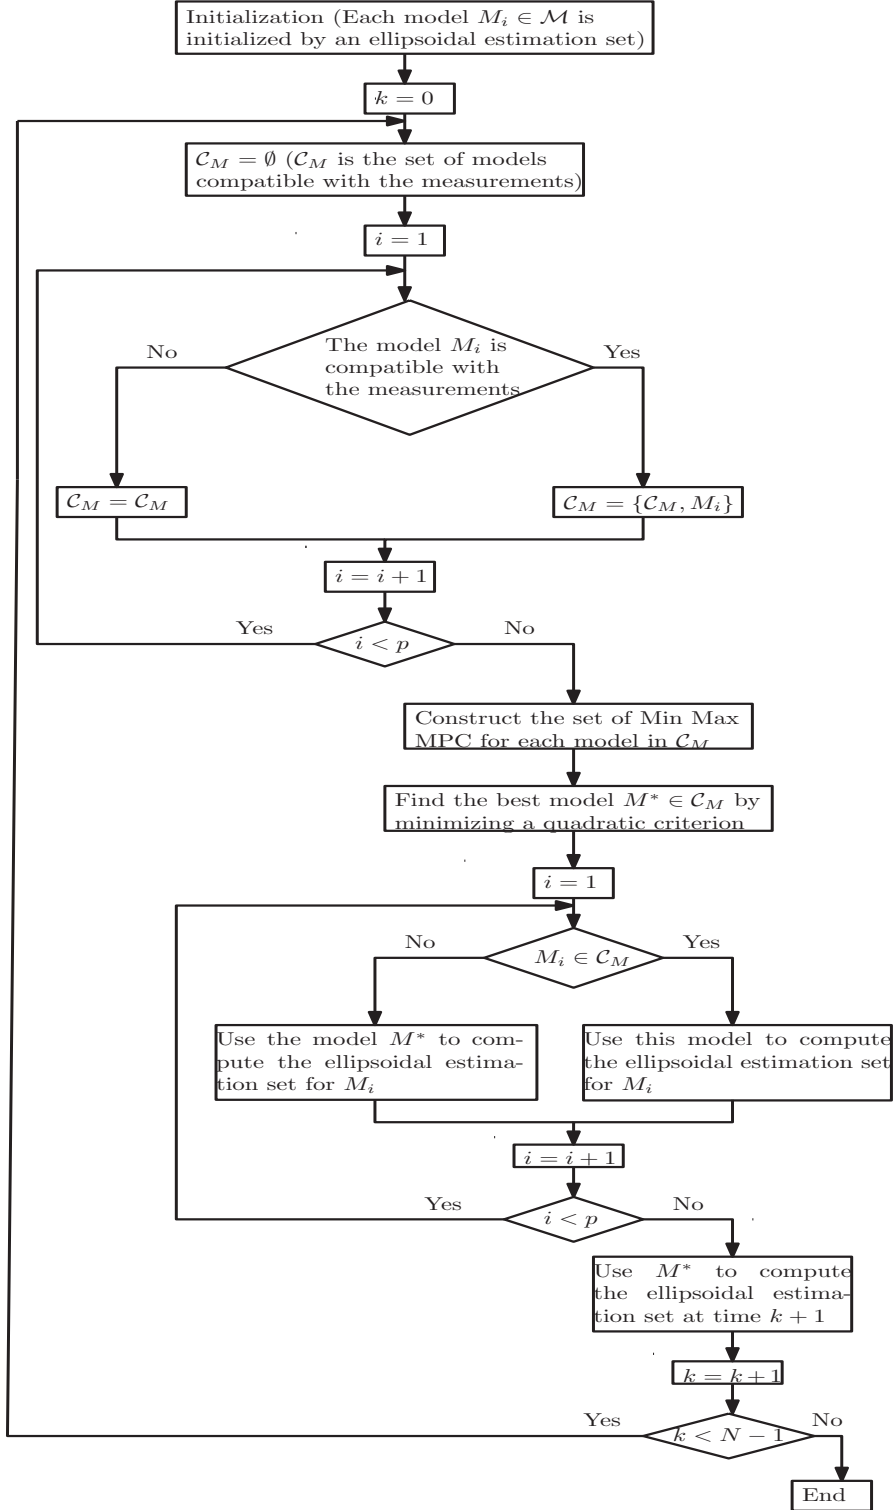 Initialization (Each model $M_i \in \mathcal{M}$ is
initialized by an ellipsoidal estimation set)
$k = 0$
$\mathcal{C}_M = \emptyset$ ($\mathcal{C}_M$ is the set of models
compatible with the measurements)
$i = 1$
No
The model $M_i$ is
compatible with
the measurements
Yes
$\mathcal{C}_M = \mathcal{C}_M$
$\mathcal{C}_M = \{\mathcal{C}_M, M_i\}$
$i = i + 1$
Yes
$i < p$
No
Construct the set of Min Max
MPC for each model in $\mathcal{C}_M$
Find the best model $M^* \in \mathcal{C}_M$ by
minimizing a quadratic criterion
$i = 1$
No
$M_i \in \mathcal{C}_M$
Yes
Use the model $M^*$ to com-
pute the ellipsoidal estima-
tion set for $M_i$
Use this model to compute
the ellipsoidal estimation set
for $M_i$
$i = i + 1$
Yes
$i < p$
No
Use $M^*$ to compute
the ellipsoidal estima-
tion set at time $k + 1$
$k = k + 1$
Yes
$k < N - 1$
No
End